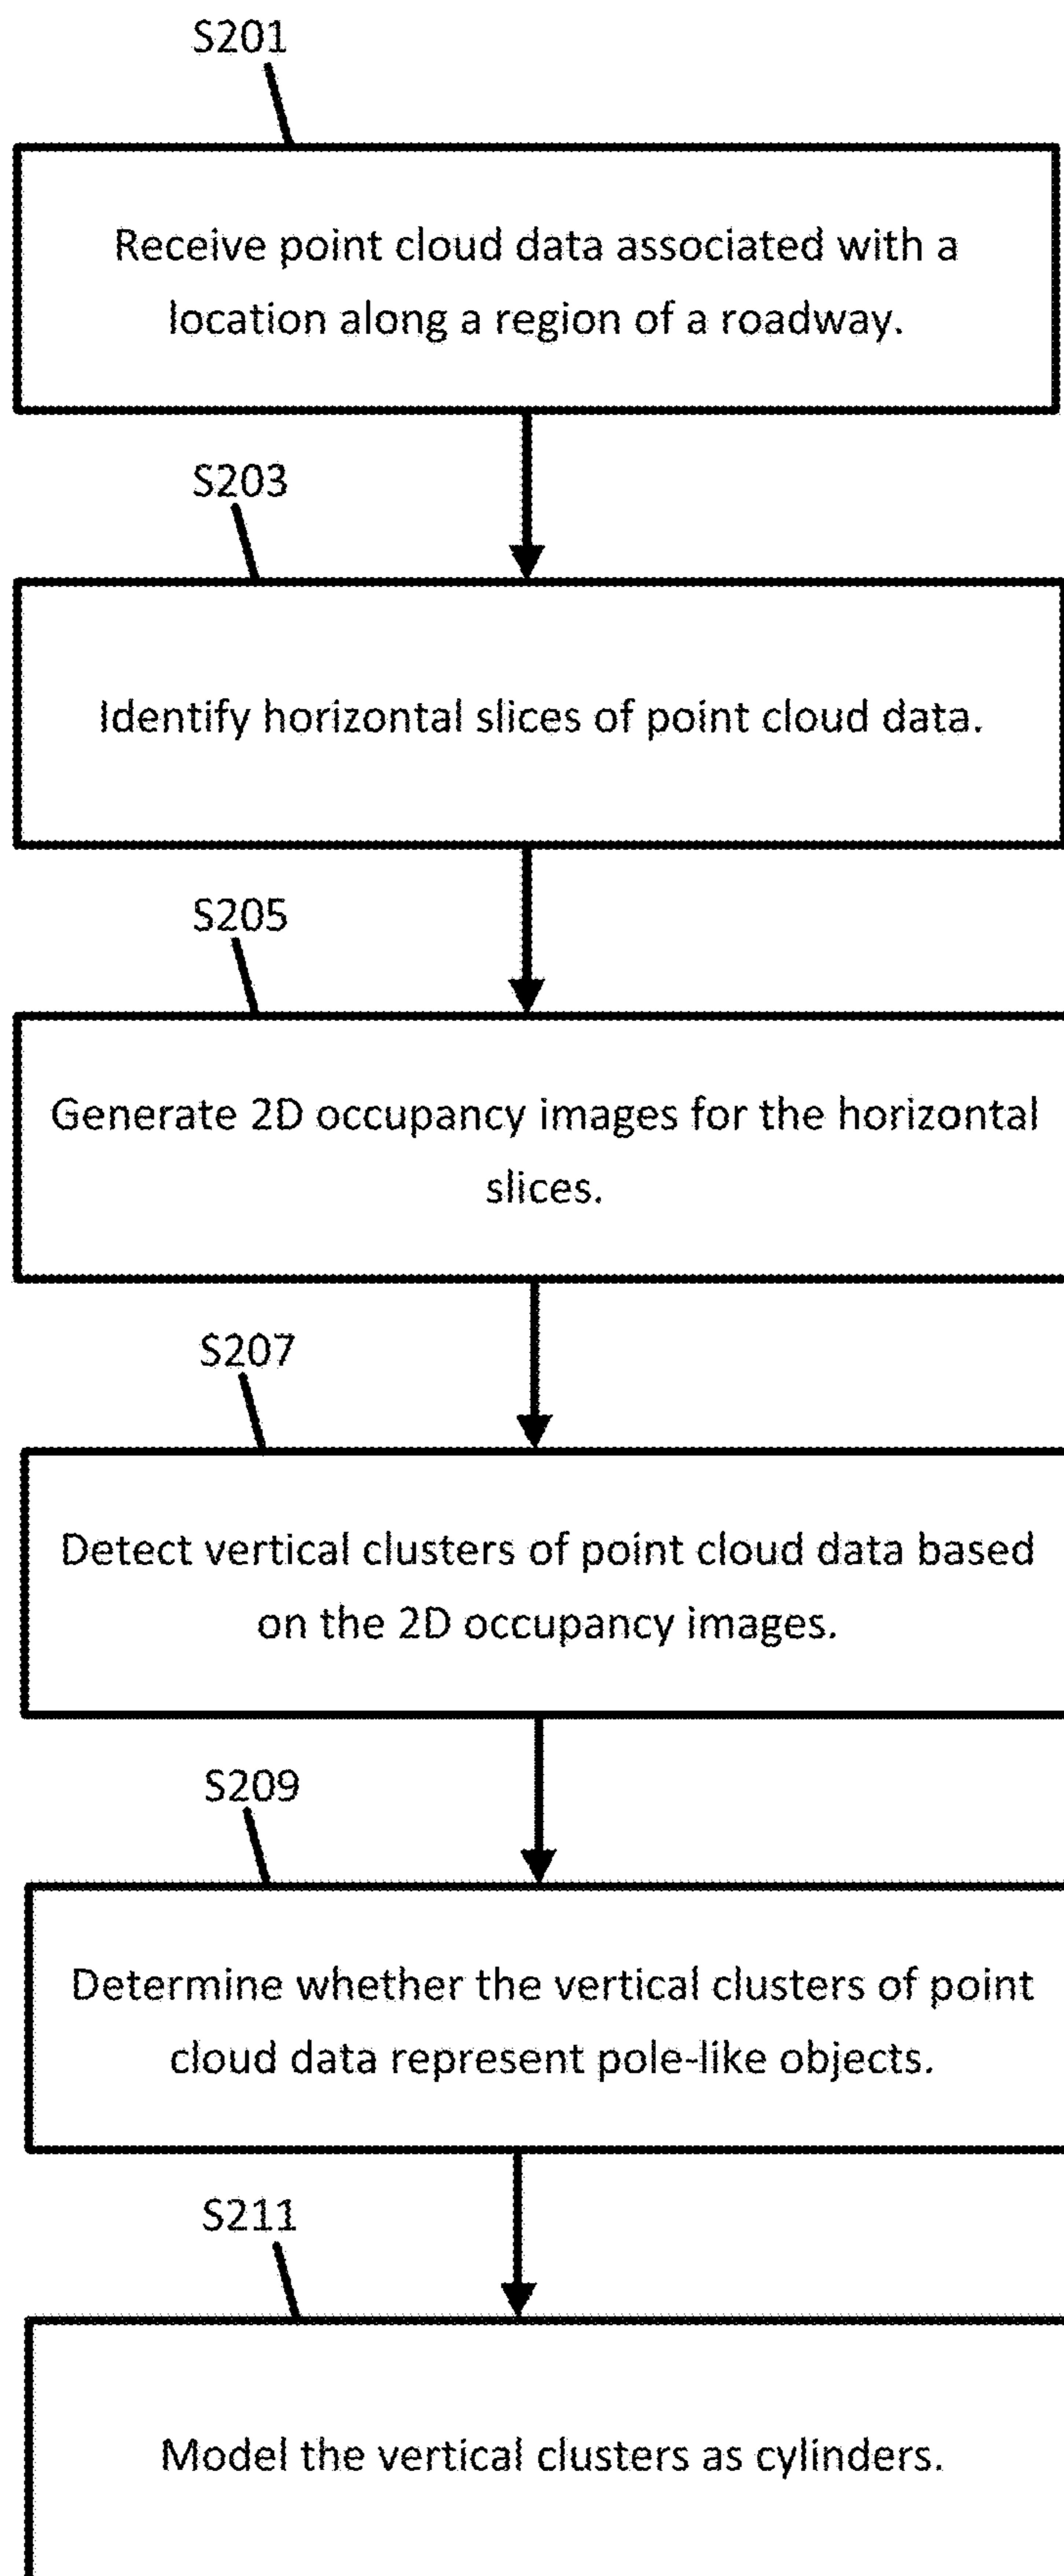 S201
Receive point cloud data associated with a
location along a region of a roadway.
S203
Identify horizontal slices of point cloud data.
S205
Generate 2D occupancy images for the horizontal
slices.
S207
Detect vertical clusters of point cloud data based
on the 2D occupancy images.
S209
Determine whether the vertical clusters of point
cloud data represent pole-like objects.
S211
Model the vertical clusters as cylinders.